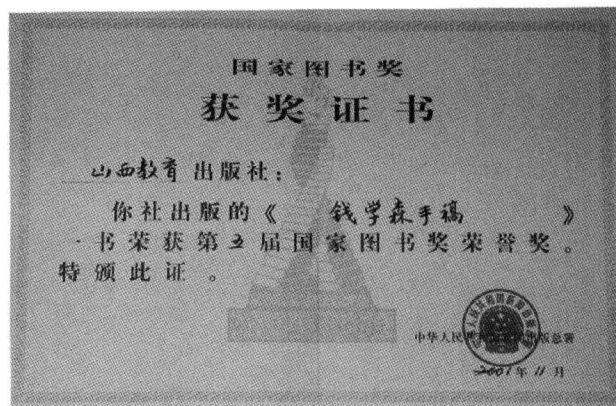 国家图书奖
获奖证书
山西教育出版社：
你社出版的《 钱学森手稿 》
一书荣获第五届国家图书奖荣誉奖。
特颁此证。
中华人民共和国新闻出版总署
2001年11月